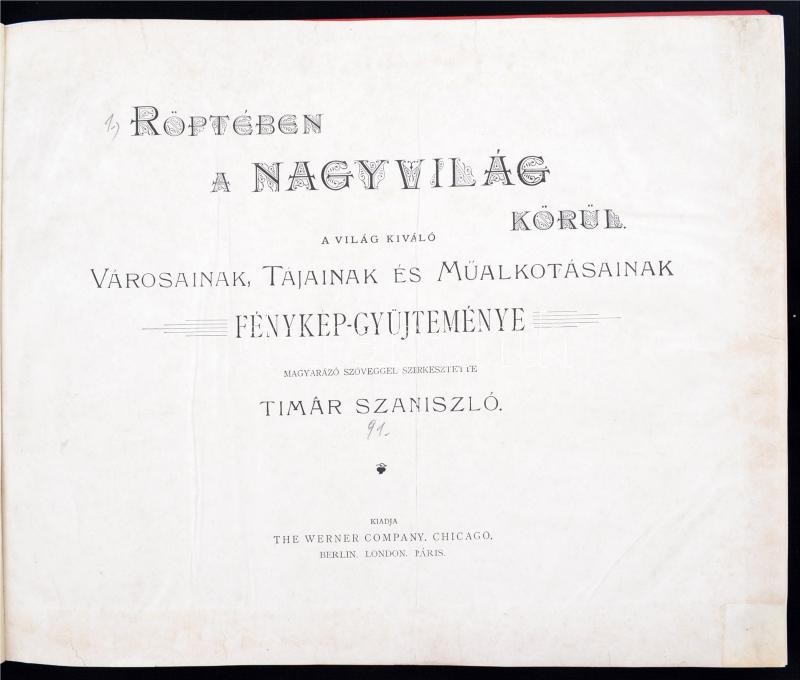 1.) RÖPTÉBEN
A NAGYVILÁG
KÖRÜL.
A VILÁG KIVÁLÓ
VÁROSAINAK, TÁJAINAK ÉS MŰALKOTÁSAINAK
FÉNYKÉP-GYÜJTEMÉNYE
MAGYARÁZÓ SZÖVEGGEL SZERKESZTETTE
TIMÁR SZANISZLÓ.
91.
KIADJA
THE WERNER COMPANY, CHICAGO.
BERLIN. LONDON. PÁRIS.